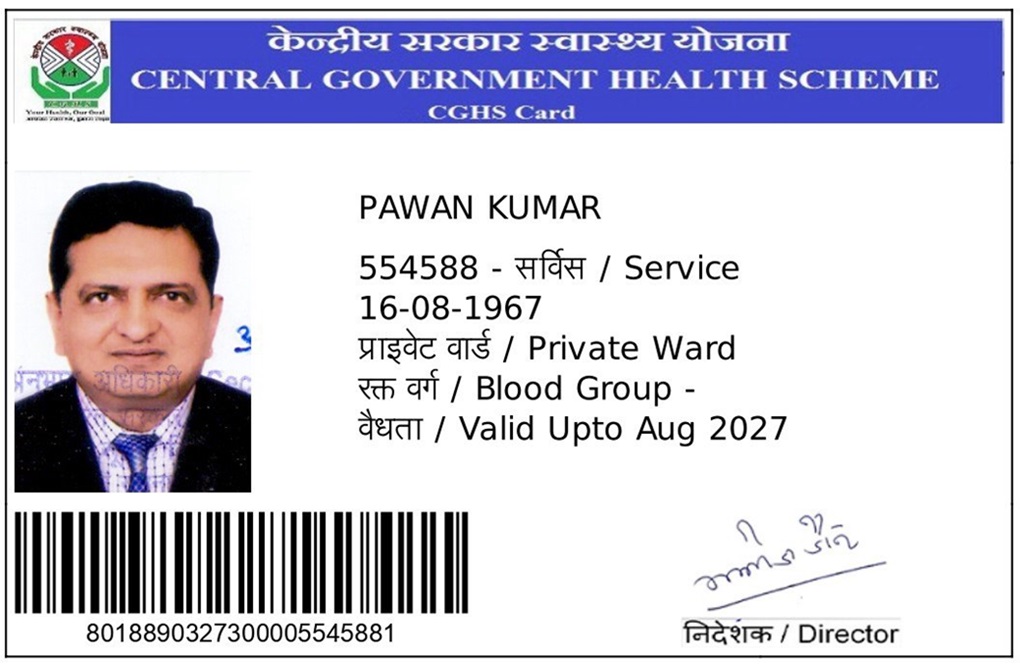 केन्द्रीय सरकार स्वास्थ्य योजना
CENTRAL GOVERNMENT HEALTH SCHEME
CGHS Card
Your Health, Our Goal
PAWAN KUMAR
554588 - सर्विस / Service
16-08-1967
प्राइवेट वार्ड / Private Ward
रक्त वर्ग / Blood Group -
वैधता / Valid Upto Aug 2027
अधिकारी
8018890327300005545881
निदेशक / Director